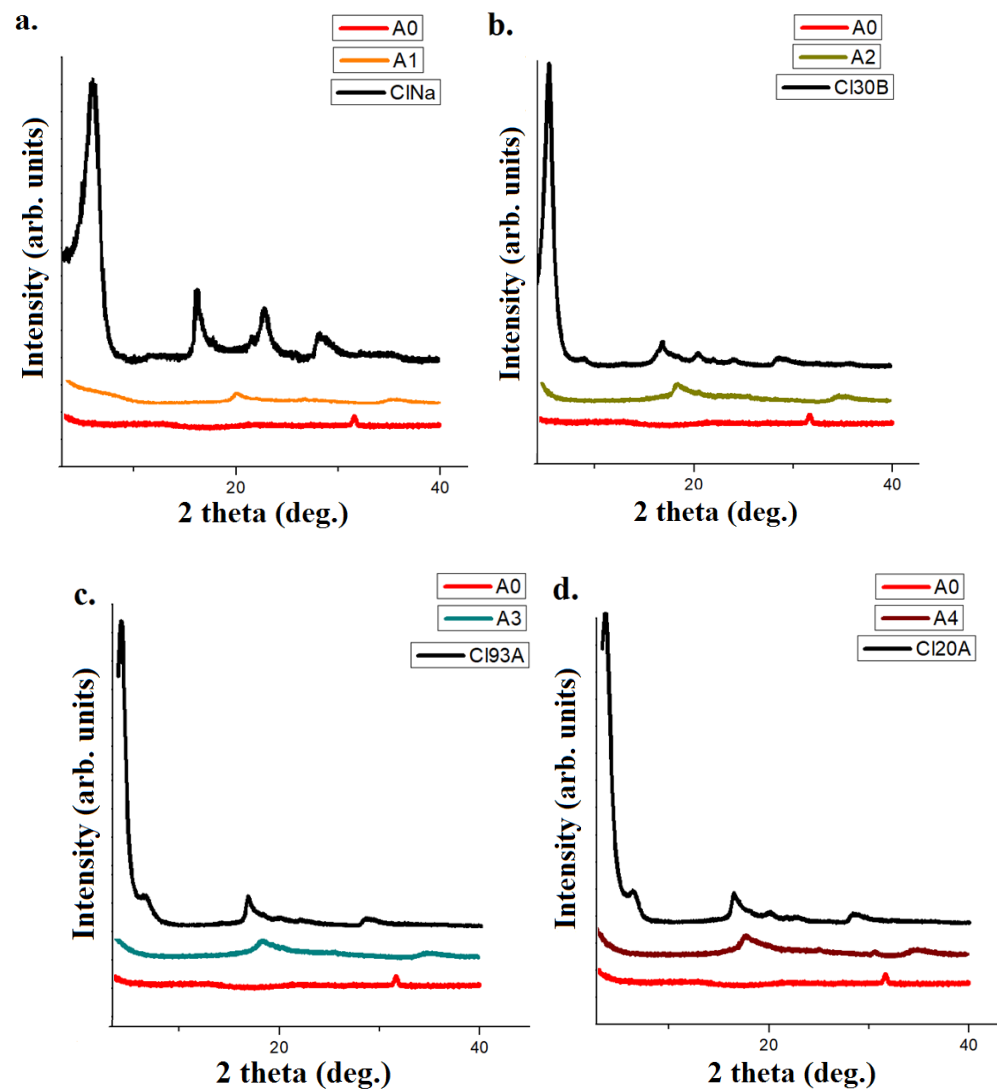 a.
A0
A1
ClNa
Intensity (arb. units)
20
40
2 theta (deg.)
b.
A0
A2
Cl30B
Intensity (arb. units)
20
40
2 theta (deg.)
c.
A0
A3
Cl93A
Intensity (arb. units)
20
40
2 theta (deg.)
d.
A0
A4
Cl20A
Intensity (arb. units)
20
40
2 theta (deg.)